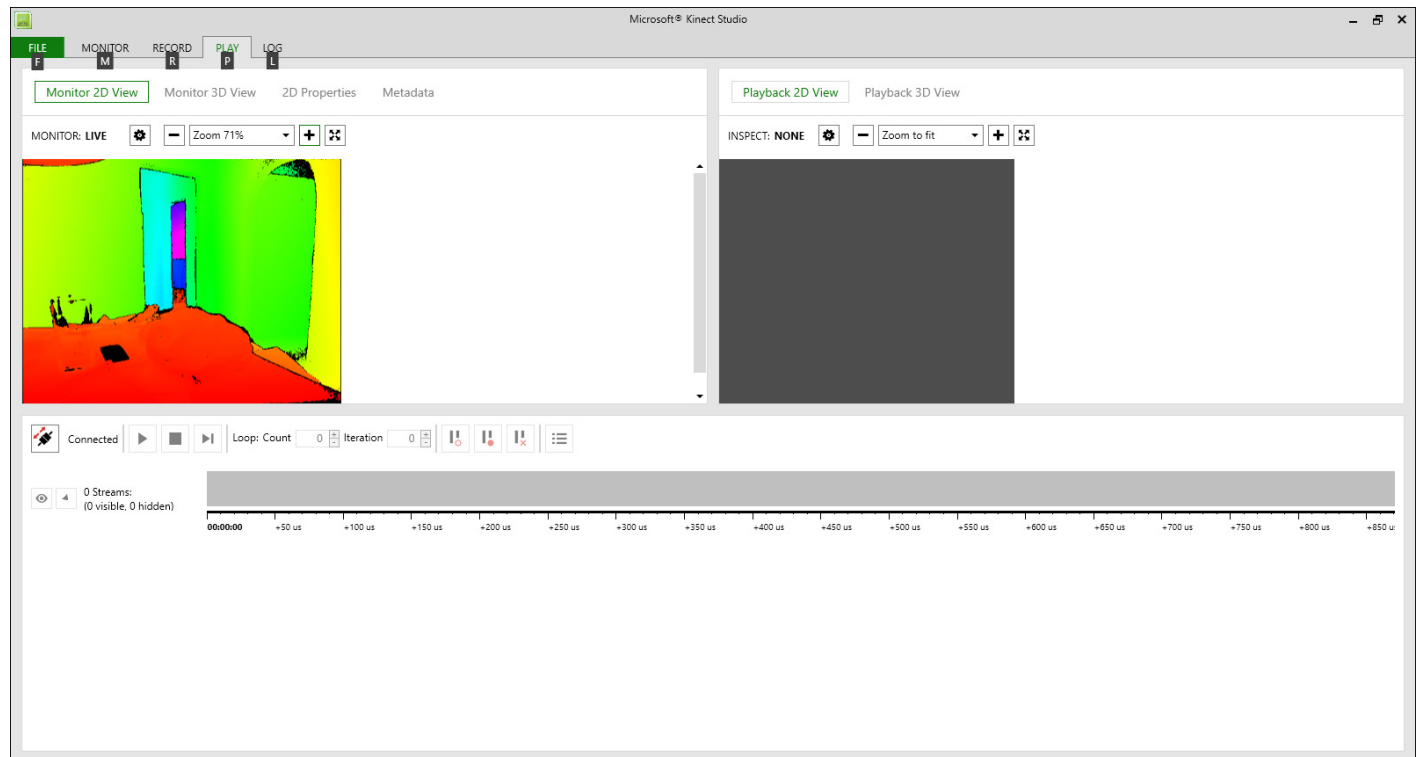 Microsoft® Kinect Studio
FILE MONITOR RECORD PLAY LOG
F M R P L
Monitor 2D View Monitor 3D View 2D Properties Metadata
Playback 2D View Playback 3D View
MONITOR: LIVE Zoom 71%
INSPECT: NONE Zoom to fit
Connected Loop: Count 0 Iteration 0
0 Streams:
(0 visible, 0 hidden)
00:00:00 +50 us +100 us +150 us +200 us +250 us +300 us +350 us +400 us +450 us +500 us +550 us +600 us +650 us +700 us +750 us +800 us +850 u